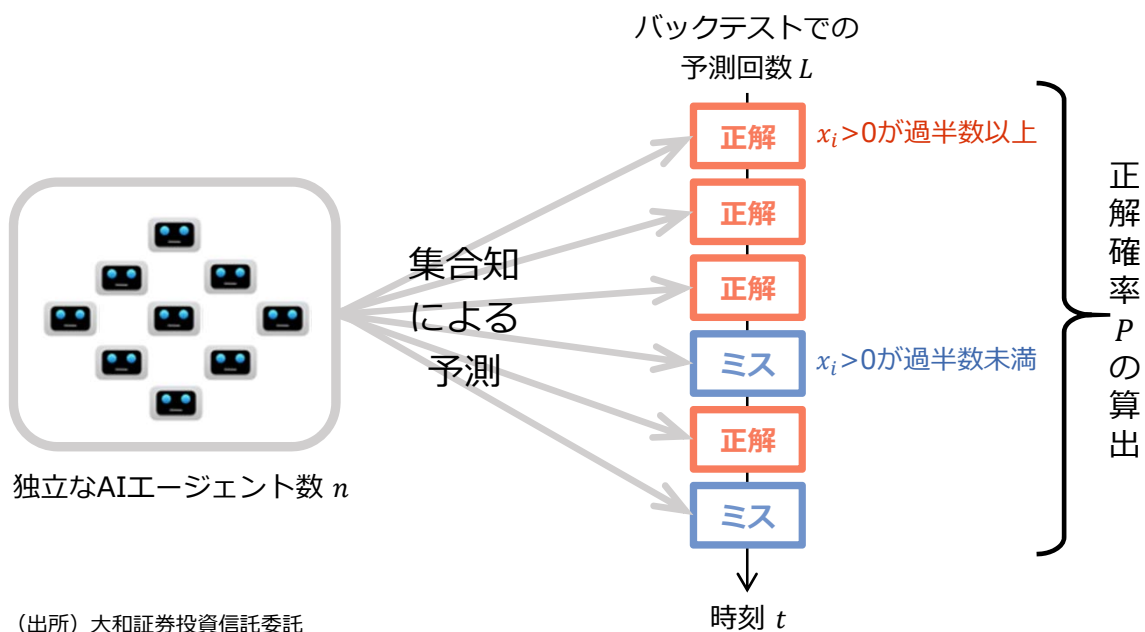 バックテストでの
予測回数 L
正解
x_i>0が過半数以上
正解
正解
ミス
x_i>0が過半数未満
正解
ミス
時刻 t
集合知
による
予測
独立なAIエージェント数 n
正解確率Pの算出
（出所）大和証券投資信託委託